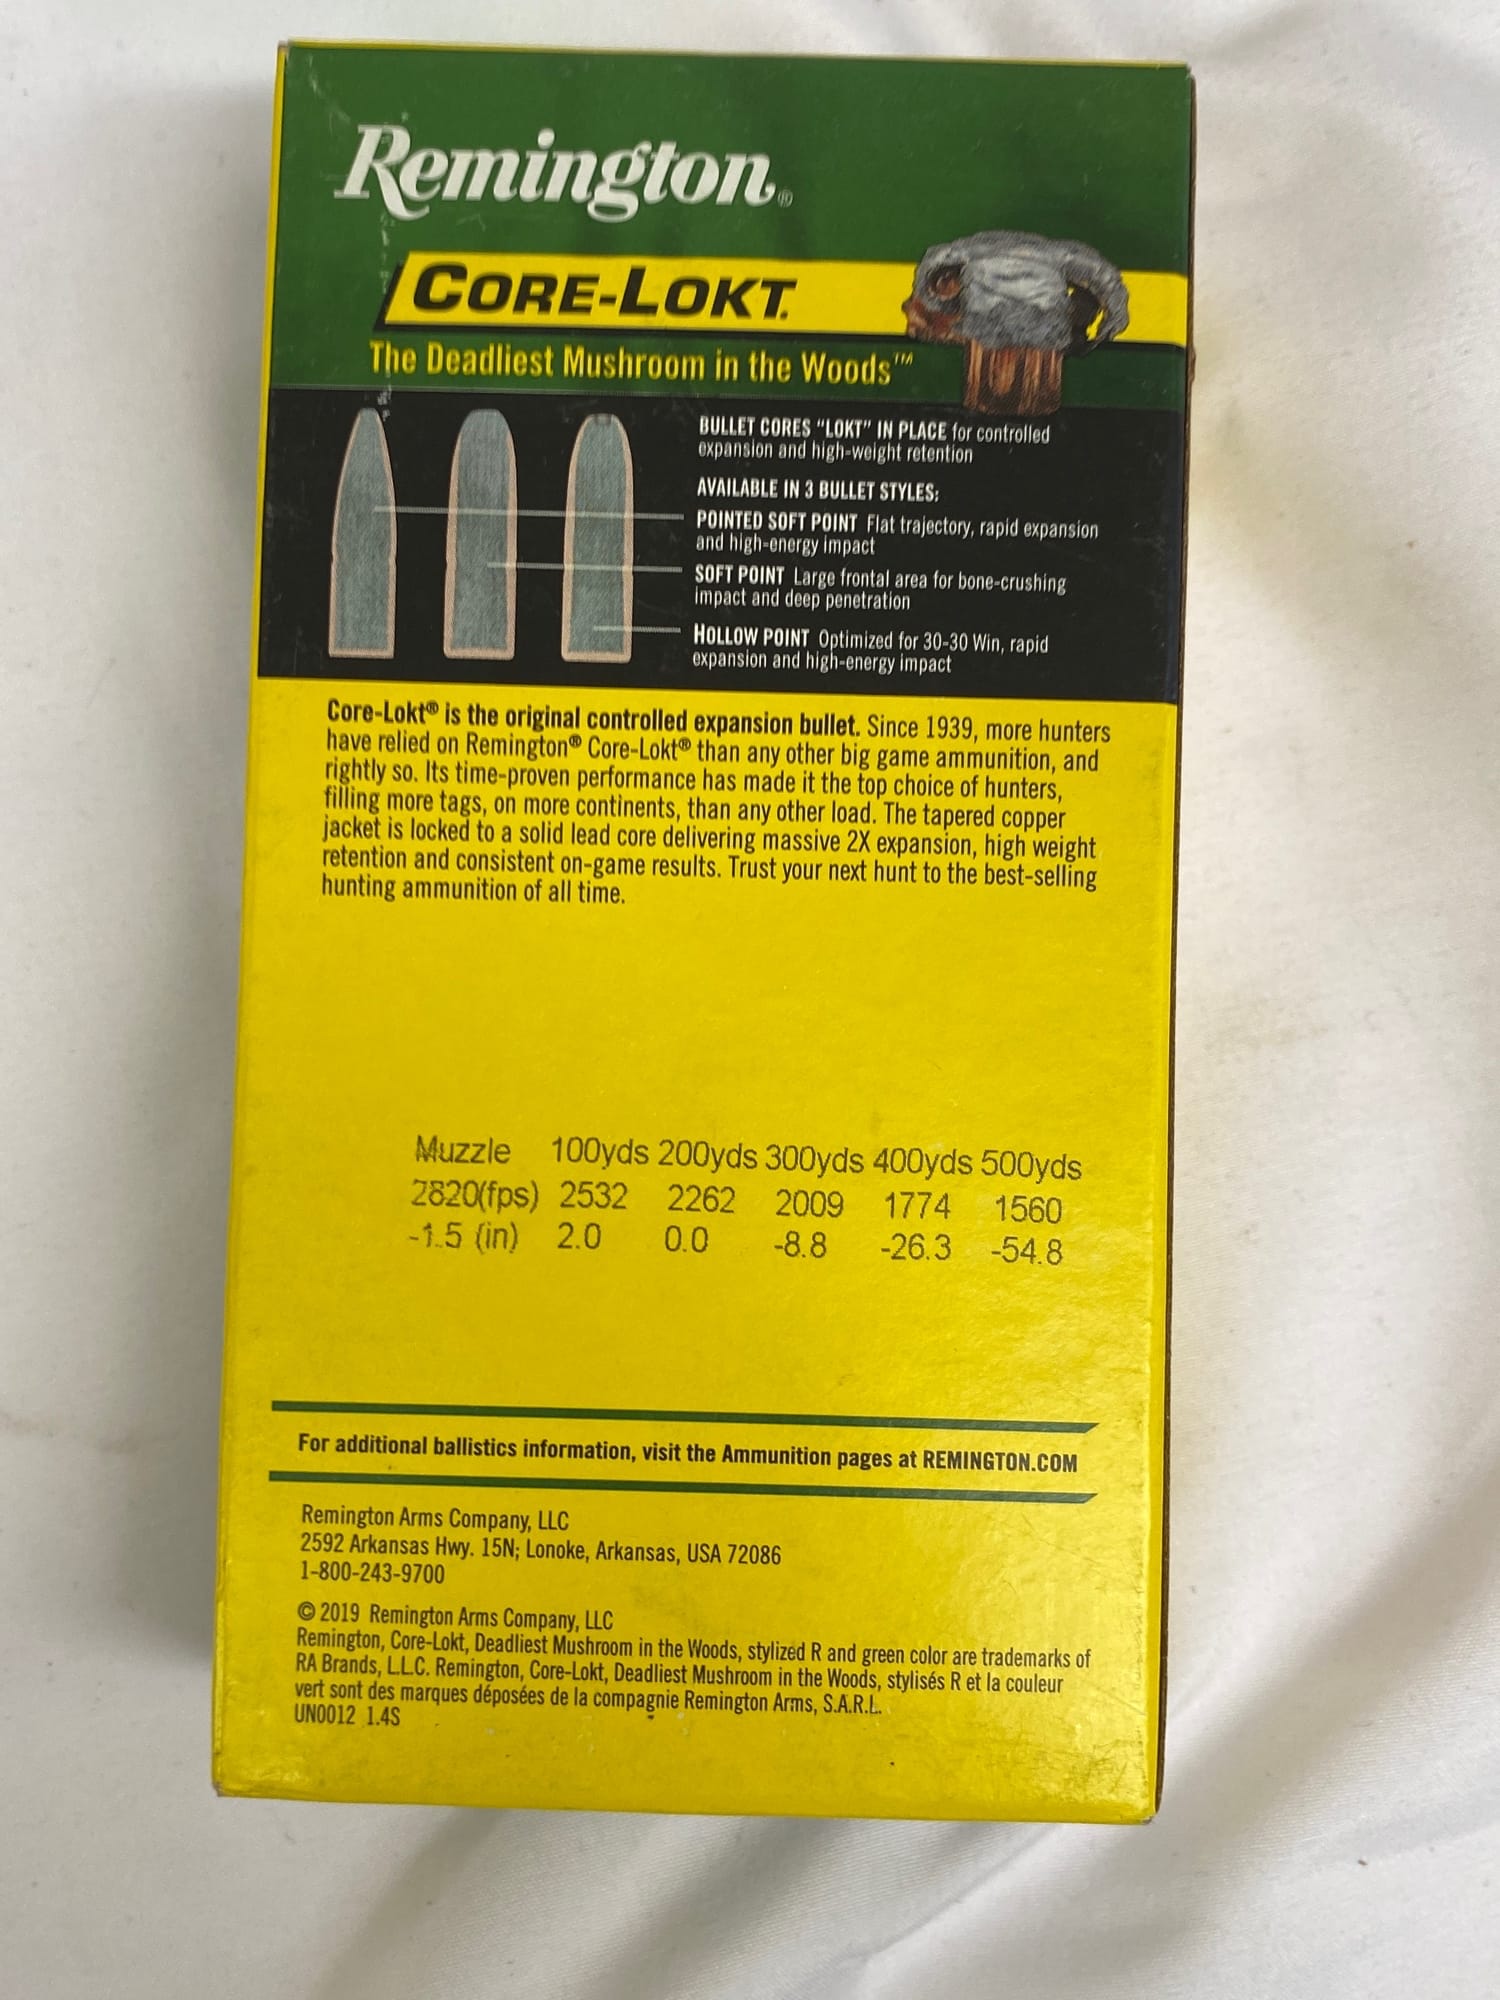 Remington®
CORE-LOKT®
The Deadliest Mushroom in the Woods™
BULLET CORES "LOKT" IN PLACE for controlled
expansion and high-weight retention
AVAILABLE IN 3 BULLET STYLES:
POINTED SOFT POINT Flat trajectory, rapid expansion
and high-energy impact
SOFT POINT Large frontal area for bone-crushing
impact and deep penetration
HOLLOW POINT Optimized for 30-30 Win, rapid
expansion and high-energy impact
Core-Lokt® is the original controlled expansion bullet. Since 1939, more hunters
have relied on Remington® Core-Lokt® than any other big game ammunition, and
rightly so. Its time-proven performance has made it the top choice of hunters,
filling more tags, on more continents, than any other load. The tapered copper
jacket is locked to a solid lead core delivering massive 2X expansion, high weight
retention and consistent on-game results. Trust your next hunt to the best-selling
hunting ammunition of all time.
Muzzle 100yds 200yds 300yds 400yds 500yds
2820(fps) 2532 2262 2009 1774 1560
-1.5 (in) 2.0 0.0 -8.8 -26.3 -54.8
For additional ballistics information, visit the Ammunition pages at REMINGTON.COM
Remington Arms Company, LLC
2592 Arkansas Hwy. 15N; Lonoke, Arkansas, USA 72086
1-800-243-9700
© 2019 Remington Arms Company, LLC
Remington, Core-Lokt, Deadliest Mushroom in the Woods, stylized R and green color are trademarks of
RA Brands, L.L.C. Remington, Core-Lokt, Deadliest Mushroom in the Woods, stylisés R et la couleur
vert sont des marques déposées de la compagnie Remington Arms, S.A.R.L.
UN0012 1.4S